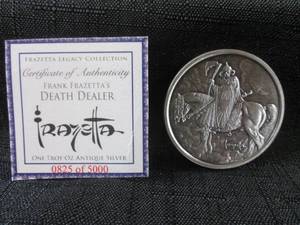 FRAZETTA LEGACY COLLECTION
Certificate of Authenticity
FRANK FRAZETTA'S
DEATH DEALER
FRAZETTA
ONE TROY OZ ANTIQUE SILVER
0825 of 5000